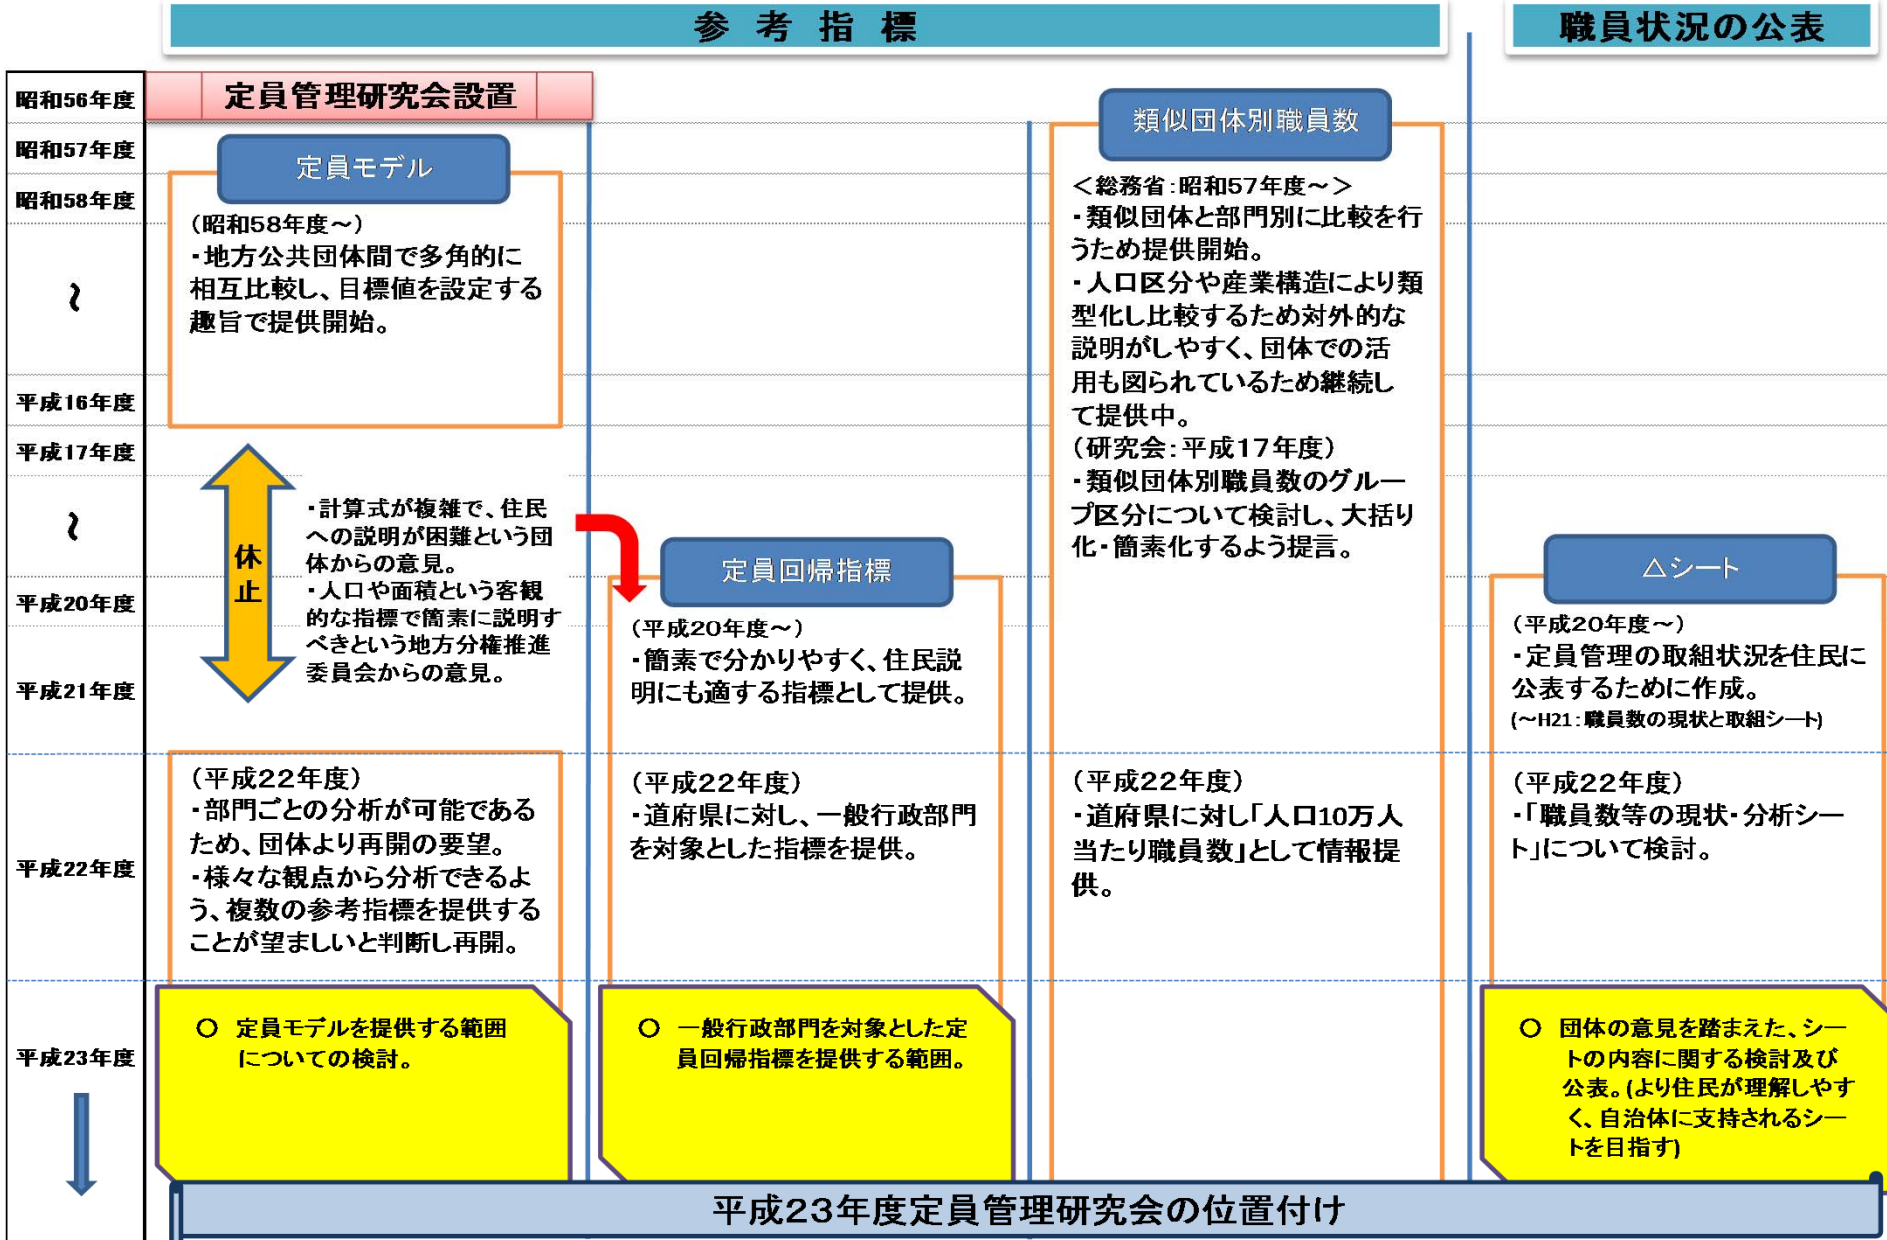 参考指標
職員状況の公表
昭和56年度
昭和57年度
昭和58年度
~
平成16年度
平成17年度
~
平成20年度
平成21年度
平成22年度
平成23年度
定員管理研究会設置
定員モデル
(昭和58年度~)
・地方公共団体間で多角的に
相互比較し、目標値を設定する
趣旨で提供開始。
休
止
・計算式が複雑で、住民
への説明が困難という団
体からの意見。
・人口や面積という客観
的な指標で簡素に説明す
べきという地方分権推進
委員会からの意見。
(平成22年度)
・部門ごとの分析が可能である
ため、団体より再開の要望。
・様々な観点から分析できるよ
う、複数の参考指標を提供する
ことが望ましいと判断し再開。
○ 定員モデルを提供する範囲
についての検討。
定員回帰指標
(平成20年度~)
・簡素で分かりやすく、住民説
明にも適する指標として提供。
(平成22年度)
・道府県に対し、一般行政部門
を対象とした指標を提供。
○ 一般行政部門を対象とした定
員回帰指標を提供する範囲。
類似団体別職員数
<総務省:昭和57年度~>
・類似団体と部門別に比較を行
うため提供開始。
・人口区分や産業構造により類
型化し比較するため対外的な
説明がしやすく、団体での活
用も図られているため継続し
て提供中。
(研究会:平成17年度)
・類似団体別職員数のグルー
プ区分について検討し、大括り
化・簡素化するよう提言。
(平成22年度)
・道府県に対し「人口10万人
当たり職員数」として情報提
供。
△シート
(平成20年度~)
・定員管理の取組状況を住民に
公表するために作成。
(~H21:職員数の現状と取組シート)
(平成22年度)
・「職員数等の現状・分析シー
ト」について検討。
○ 団体の意見を踏まえた、シー
トの内容に関する検討及び
公表。(より住民が理解しやす
く、自治体に支持されるシー
トを目指す)
平成23年度定員管理研究会の位置付け